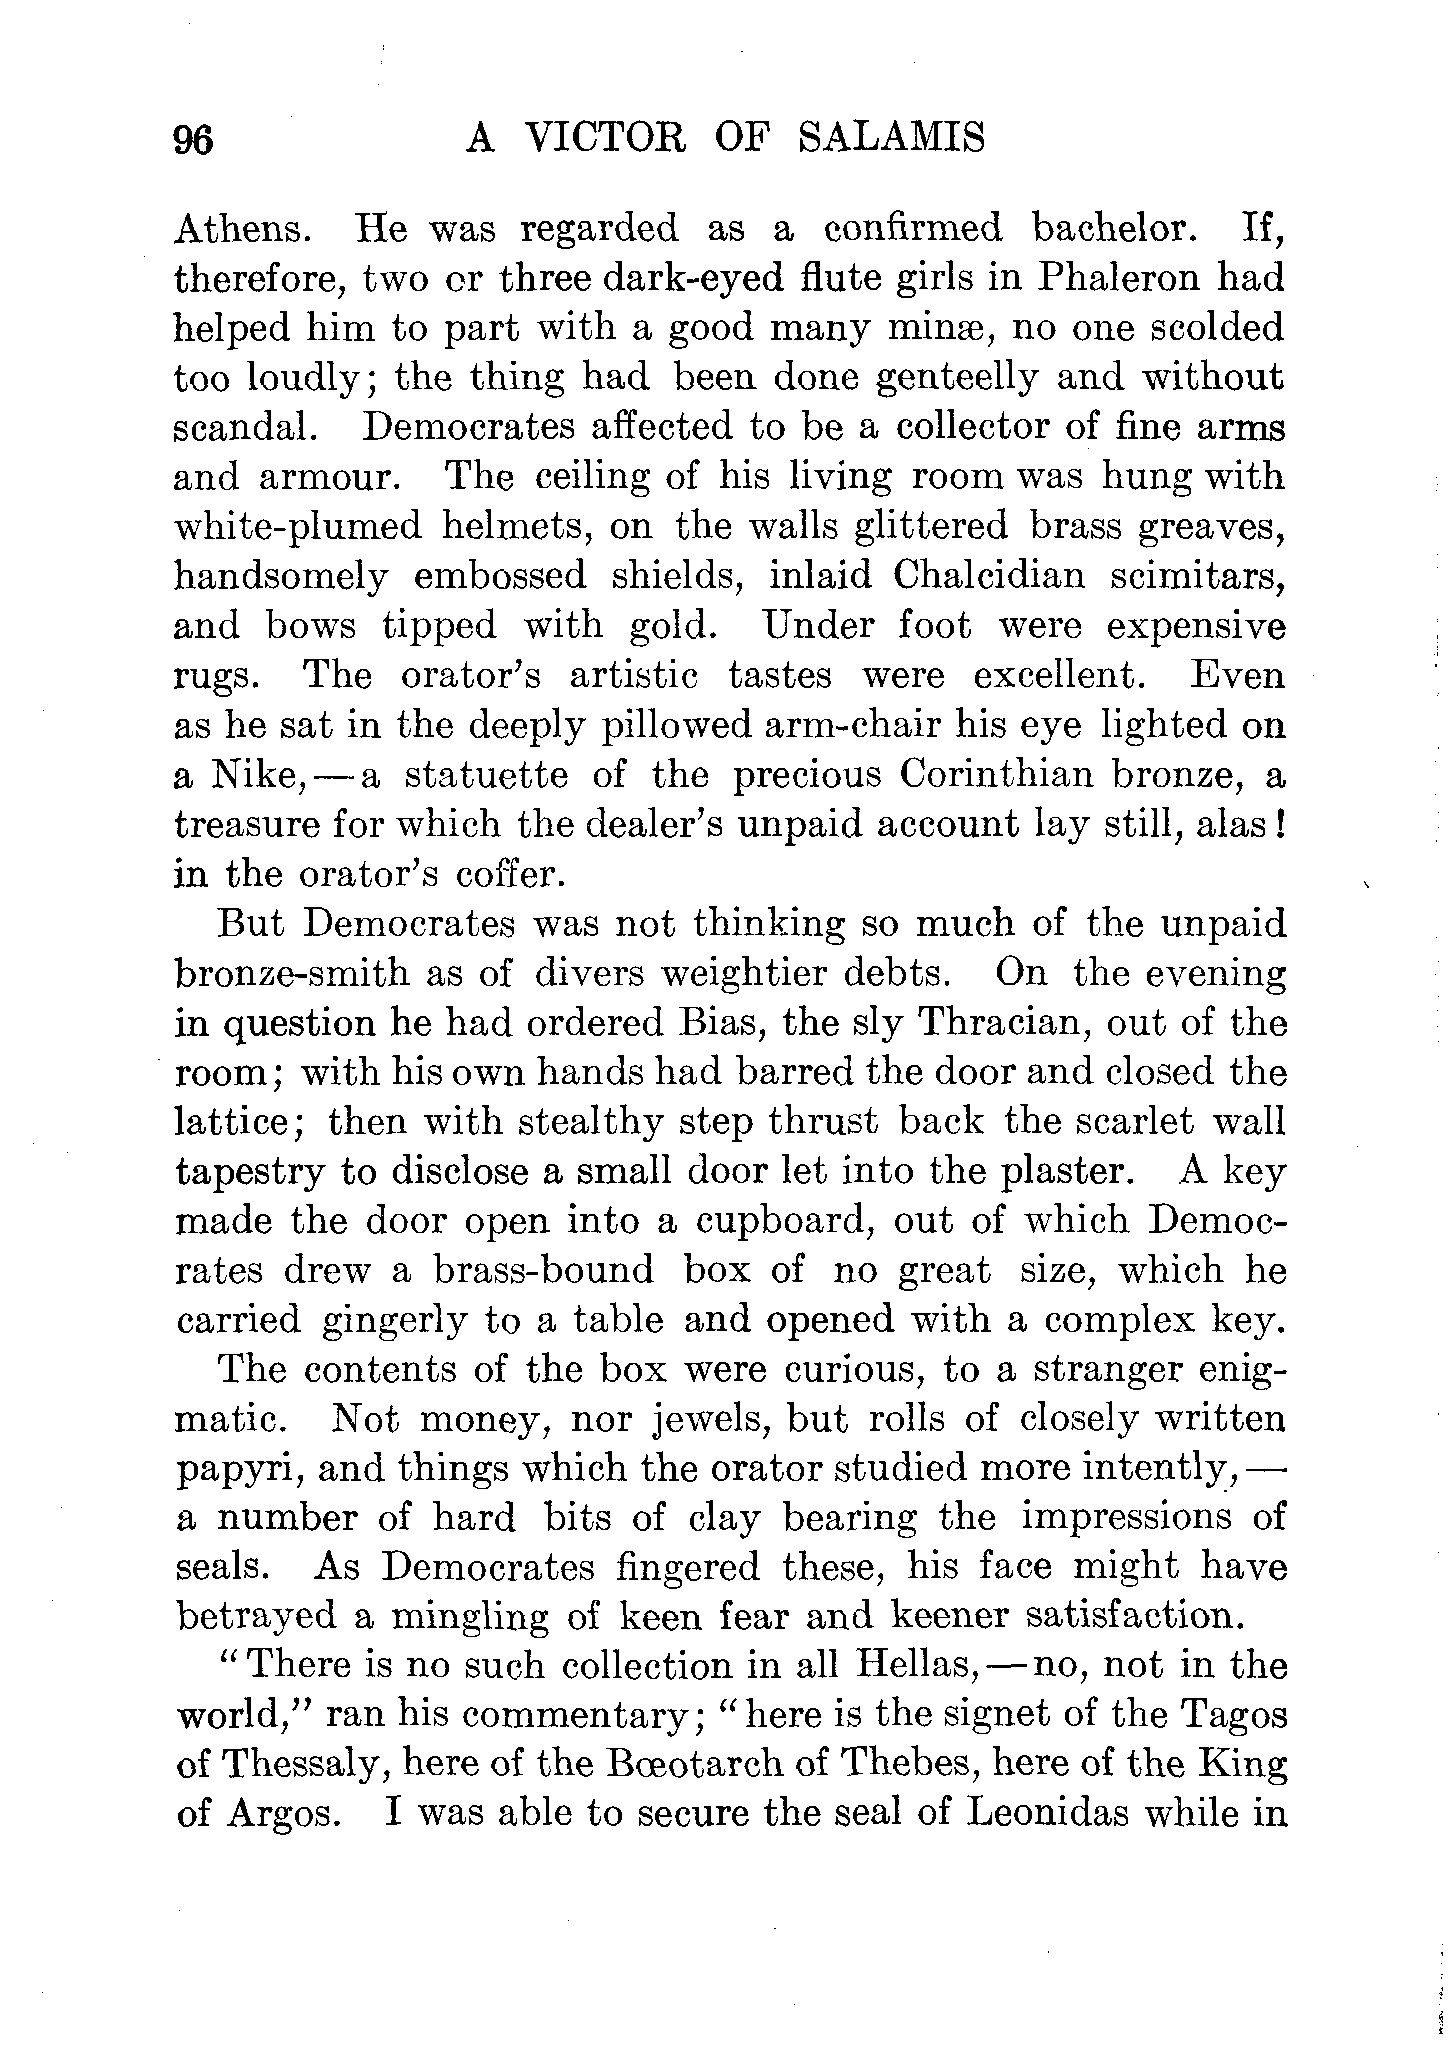 96 A VICTOR OF SALAMIS
Athens. He was regarded as a confirmed bachelor. If,
therefore, two or three dark-eyed flute girls in Phaleron had
helped him to part with a good many minæ, no one scolded
too loudly; the thing had been done genteelly and without
scandal. Democrates affected to be a collector of fine arms
and armour. The ceiling of his living room was hung with
white-plumed helmets, on the walls glittered brass greaves,
handsomely embossed shields, inlaid Chalcidian scimitars,
and bows tipped with gold. Under foot were expensive
rugs. The orator's artistic tastes were excellent. Even
as he sat in the deeply pillowed arm-chair his eye lighted on
a Nike,—a statuette of the precious Corinthian bronze, a
treasure for which the dealer's unpaid account lay still, alas!
in the orator's coffer.
But Democrates was not thinking so much of the unpaid
bronze-smith as of divers weightier debts. On the evening
in question he had ordered Bias, the sly Thracian, out of the
room; with his own hands had barred the door and closed the
lattice; then with stealthy step thrust back the scarlet wall
tapestry to disclose a small door let into the plaster. A key
made the door open into a cupboard, out of which Democ-
rates drew a brass-bound box of no great size, which he
carried gingerly to a table and opened with a complex key.
The contents of the box were curious, to a stranger enig-
matic. Not money, nor jewels, but rolls of closely written
papyri, and things which the orator studied more intently,—
a number of hard bits of clay bearing the impressions of
seals. As Democrates fingered these, his face might have
betrayed a mingling of keen fear and keener satisfaction.
"There is no such collection in all Hellas,—no, not in the
world," ran his commentary; "here is the signet of the Tagos
of Thessaly, here of the Bœotarch of Thebes, here of the King
of Argos. I was able to secure the seal of Leonidas while in